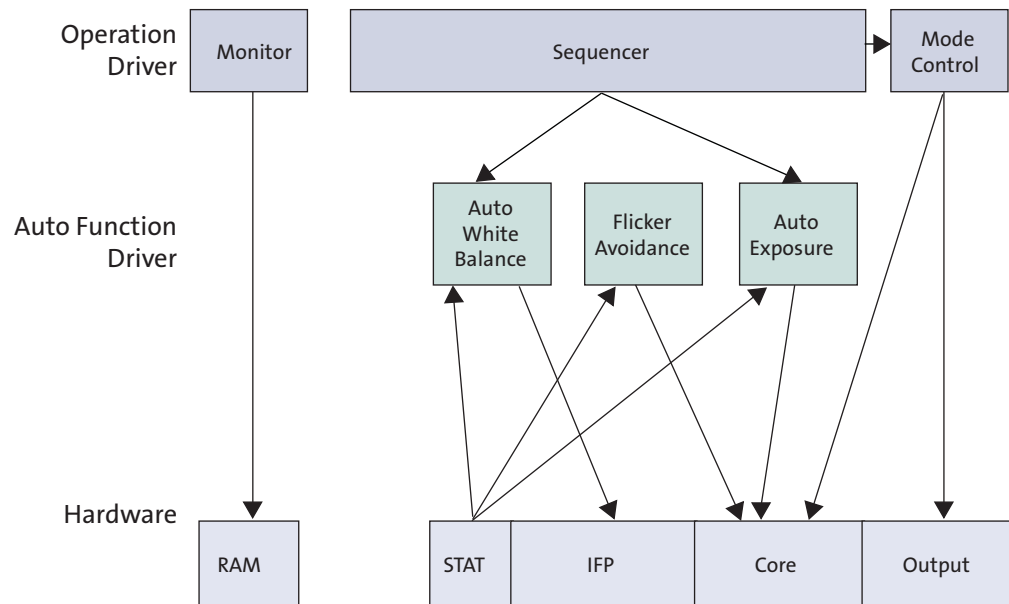 Operation
Driver
Monitor
Sequencer
Mode
Control
Auto Function
Driver
Auto
White
Balance
Flicker
Avoidance
Auto
Exposure
Hardware
RAM
STAT
IFP
Core
Output